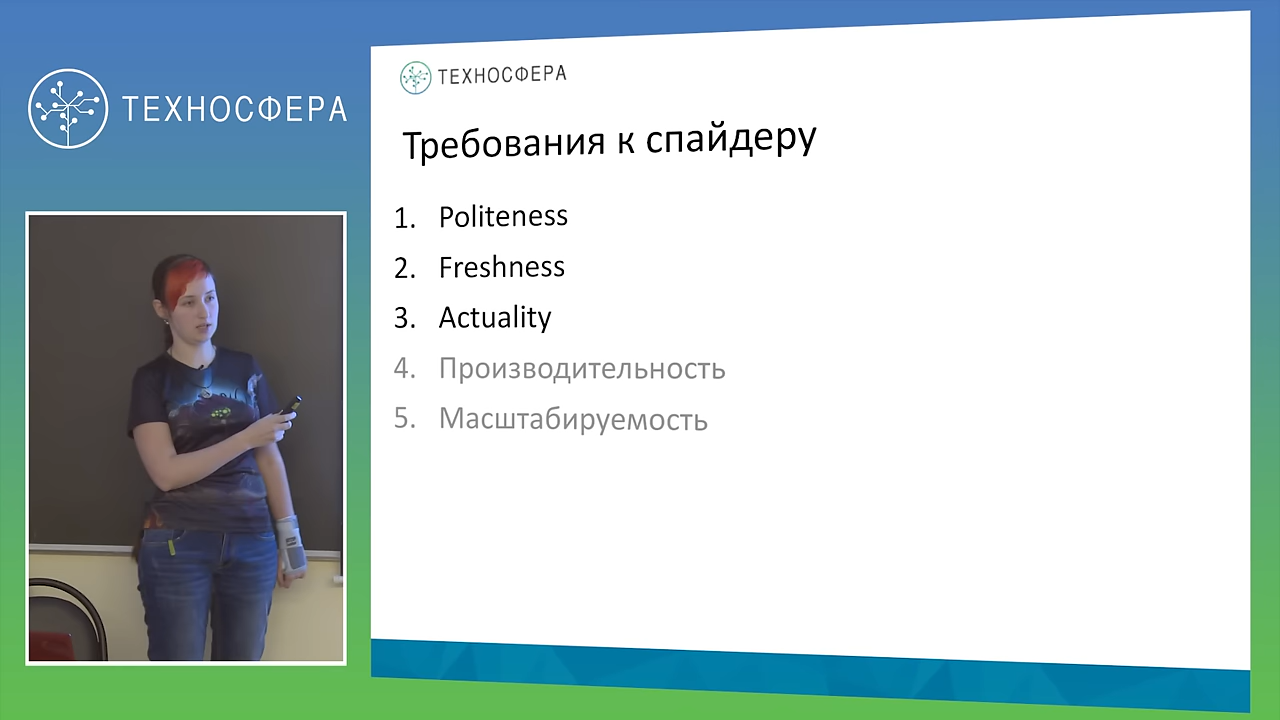 ТЕХНОСФЕРА
ТЕХНОСФЕРА
Требования к спайдеру
1. Politeness
2. Freshness
3. Actuality
4. Производительность
5. Масштабируемость